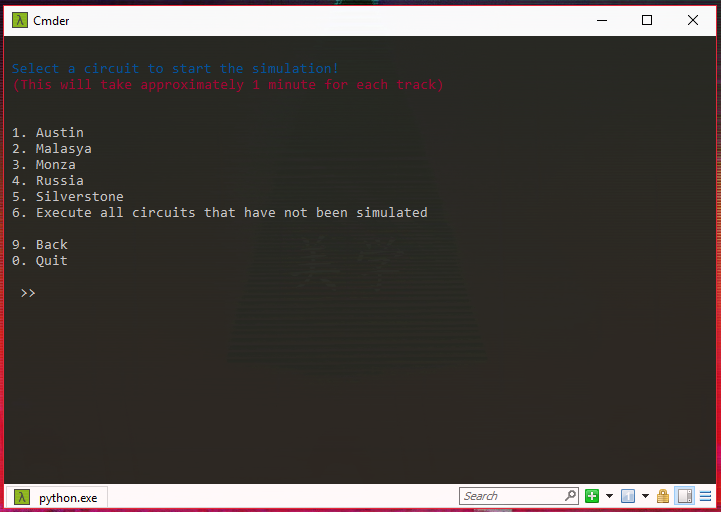 Cmder
Select a circuit to start the simulation!
(This will take approximately 1 minute for each track)
1. Austin
2. Malasya
3. Monza
4. Russia
5. Silverstone
6. Execute all circuits that have not been simulated
美学
9. Back
0. Quit
>>
python.exe
Search